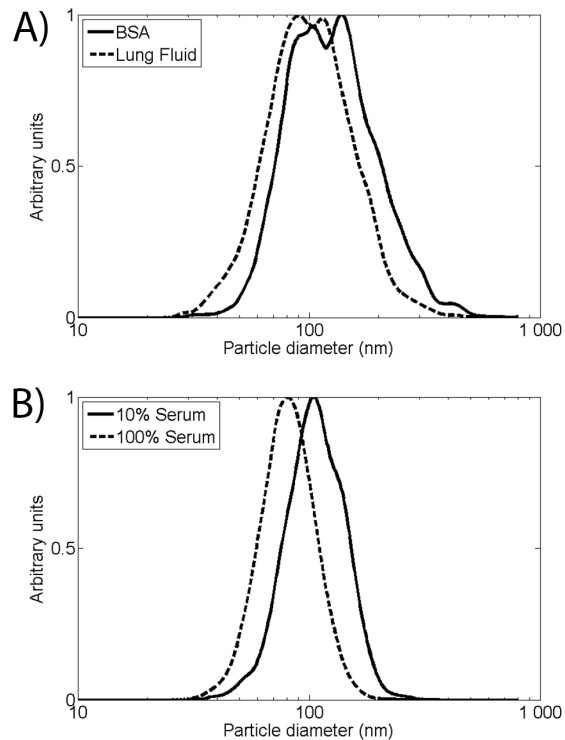 A)
BSA
Lung Fluid
Arbitrary units
1
0.5
0
10
100
1 000
Particle diameter (nm)
B)
10% Serum
100% Serum
Arbitrary units
1
0.5
0
10
100
1 000
Particle diameter (nm)